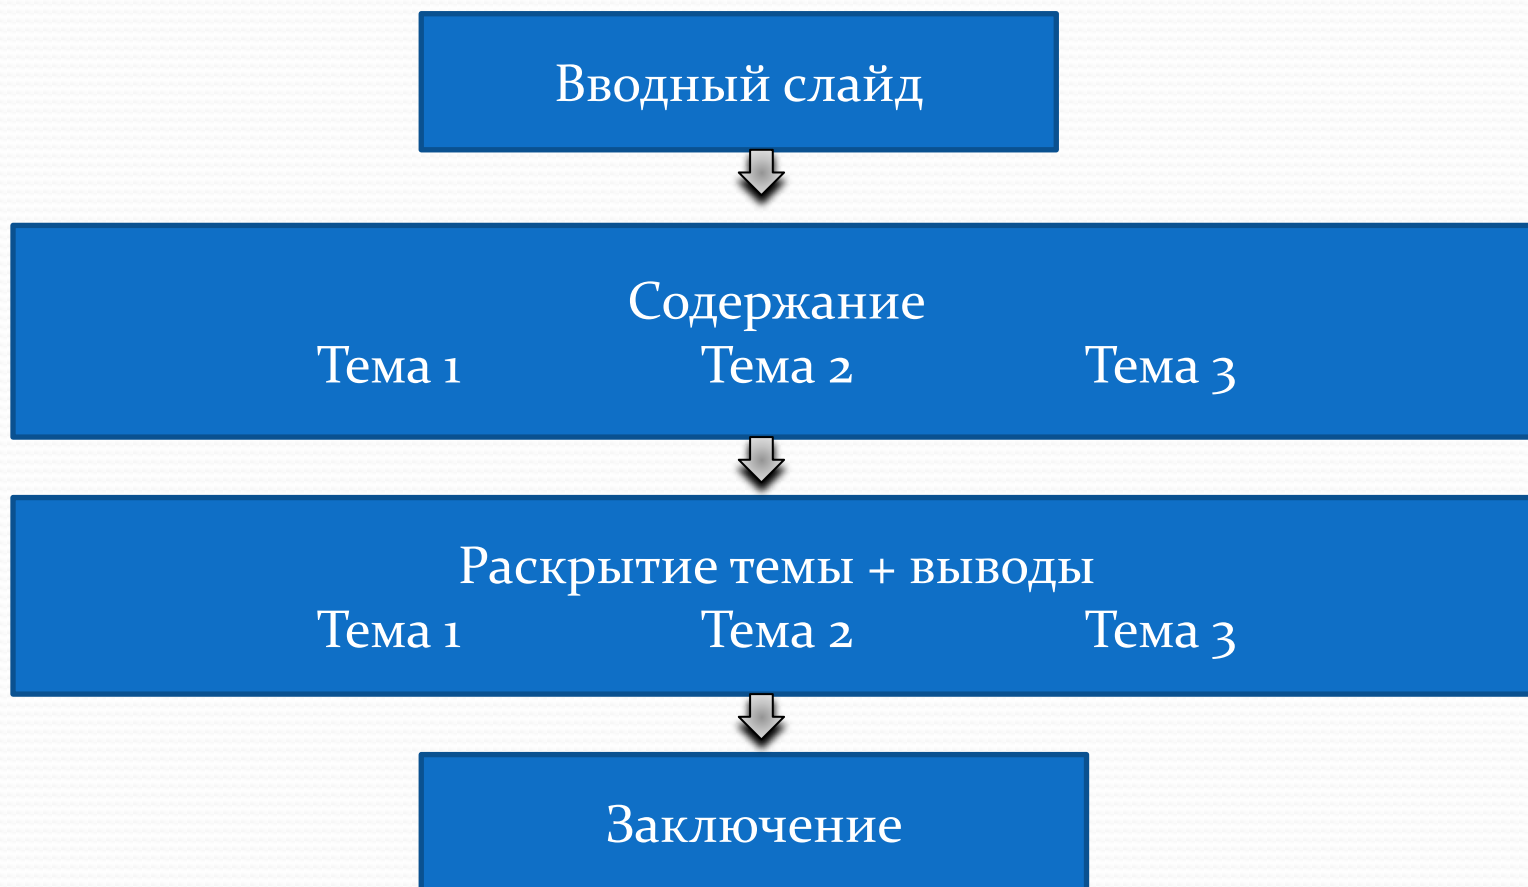 Вводный слайд
Содержание
Тема 1 Тема 2 Тема 3
Раскрытие темы + выводы
Тема 1 Тема 2 Тема 3
Заключение